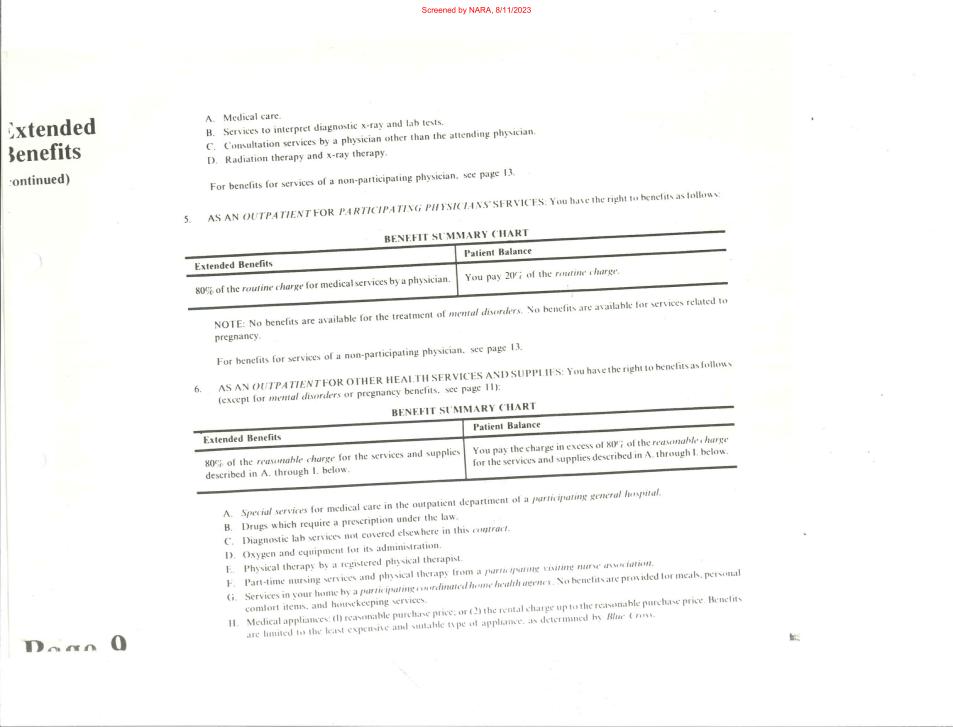 Screened by NARA, 8/11/2023
Extended
Benefits
continued)
A. Medical care.
B. Services to interpret diagnostic x-ray and lab tests.
C. Consultation services by a physician other than the attending physician.
D. Radiation therapy and x-ray therapy.
For benefits for services of a non-participating physician, see page 13.
5. AS AN OUTPATIENT FOR PARTICIPATING PHYSICIANS' SERVICES: You have the right to benefits as follows:
BENEFIT SUMMARY CHART
Extended Benefits
Patient Balance
80% of the routine charge for medical services by a physician.
You pay 20% of the routine charge.
NOTE: No benefits are available for the treatment of mental disorders. No benefits are available for services related to
pregnancy.
For benefits for services of a non-participating physician, see page 13.
6. AS AN OUTPATIENT FOR OTHER HEALTH SERVICES AND SUPPLIES: You have the right to benefits as follows
(except for mental disorders or pregnancy benefits, see page 11):
BENEFIT SUMMARY CHART
Extended Benefits
Patient Balance
80% of the reasonable charge for the services and supplies
described in A. through I. below.
You pay the charge in excess of 80% of the reasonable charge
for the services and supplies described in A. through I. below.
A. Special services for medical care in the outpatient department of a participating general hospital.
B. Drugs which require a prescription under the law.
C. Diagnostic lab services not covered elsewhere in this contract.
D. Oxygen and equipment for its administration.
E. Physical therapy by a registered physical therapist.
F. Part-time nursing services and physical therapy from a participating visiting nurse association.
G. Services in your home by a participating coordinated home health agency. No benefits are provided for meals, personal
comfort items, and housekeeping services.
H. Medical appliances: (1) reasonable purchase price; or (2) the rental charge up to the reasonable purchase price. Benefits
are limited to the least expensive and suitable type of appliance, as determined by Blue Cross.
Page 9